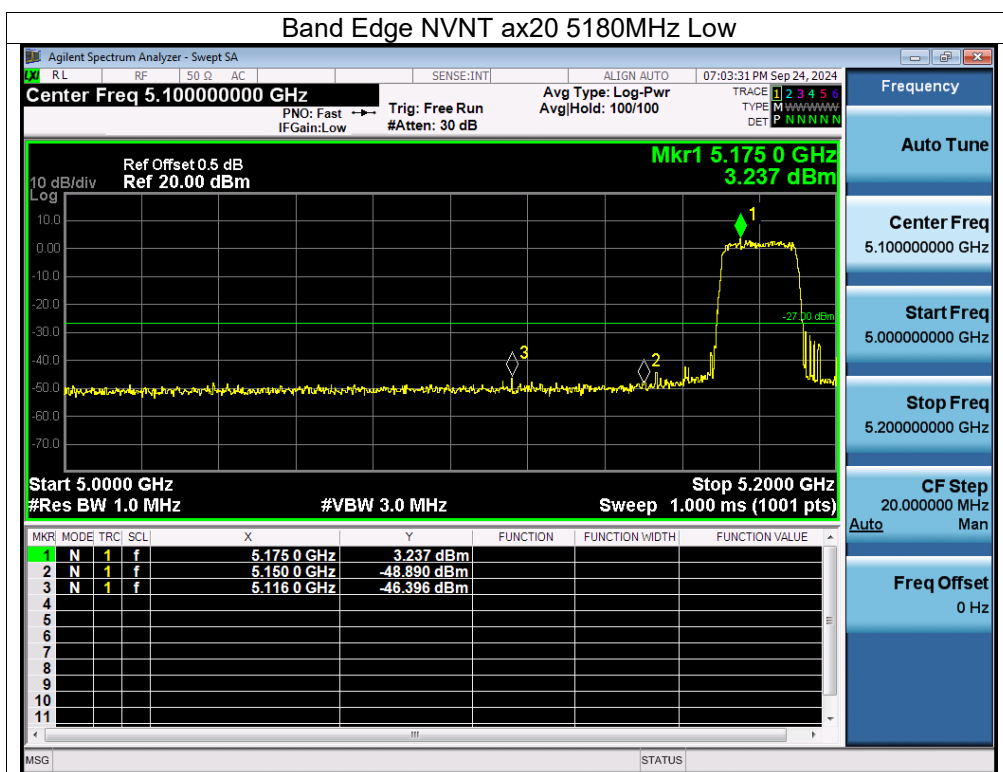 Band Edge NVNT ax20 5180MHz Low
Agilent Spectrum Analyzer - Swept SA
LXI RL RF 50 Ω AC SENSE:INT ALIGN AUTO 07:03:31 PM Sep 24, 2024
Center Freq 5.100000000 GHz
PNO: Fast
IFGain:Low
Trig: Free Run
#Atten: 30 dB
Avg Type: Log-Pwr
Avg|Hold: 100/100
TRACE 1 2 3 4 5 6
TYPE M WWWWW
DET P N N N N N
Mkr1 5.175 0 GHz
3.237 dBm
Ref Offset 0.5 dB
10 dB/div Ref 20.00 dBm
Log
10.0
0.00
-10.0
-20.0
-30.0
-40.0
-50.0
-60.0
-70.0
1
-27.00 dBm
3
2
Start 5.0000 GHz Stop 5.2000 GHz
#Res BW 1.0 MHz #VBW 3.0 MHz Sweep 1.000 ms (1001 pts)
MKR MODE TRC SCL X Y FUNCTION FUNCTION WIDTH FUNCTION VALUE
1 N 1 f 5.175 0 GHz 3.237 dBm
2 N 1 f 5.150 0 GHz -48.890 dBm
3 N 1 f 5.116 0 GHz -46.396 dBm
4
5
6
7
8
9
10
11
MSG STATUS
Frequency
Auto Tune
Center Freq
5.100000000 GHz
Start Freq
5.000000000 GHz
Stop Freq
5.200000000 GHz
CF Step
20.000000 MHz
Auto Man
Freq Offset
0 Hz